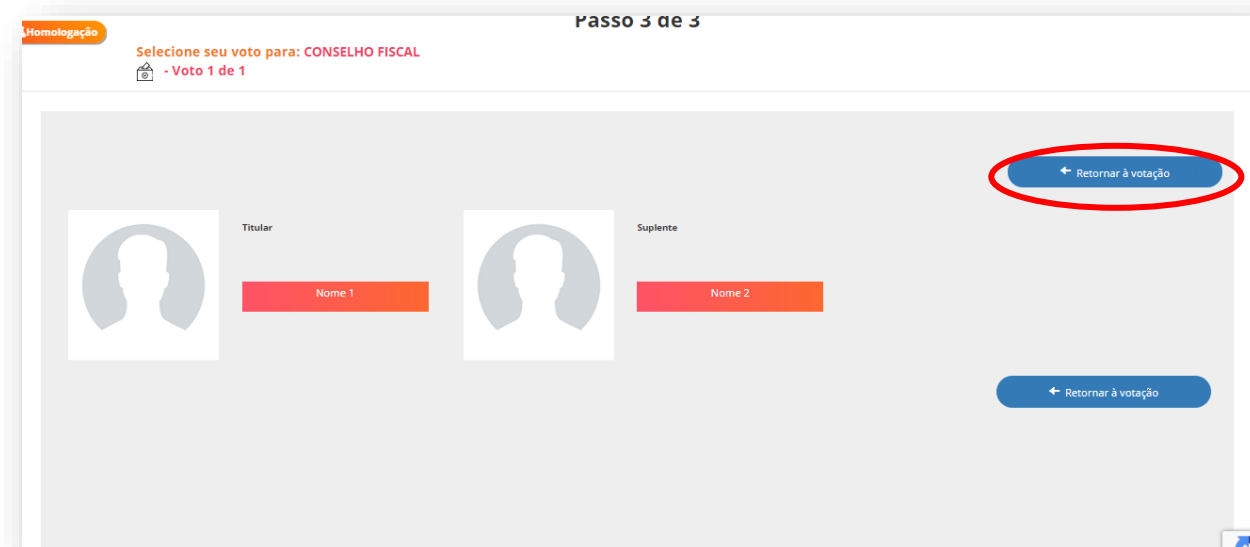 Passo 3 de 3
Homologação
Selecione seu voto para: CONSELHO FISCAL
- Voto 1 de 1
Retornar à votação
Titular
Suplente
Nome 1
Nome 2
Retornar à votação